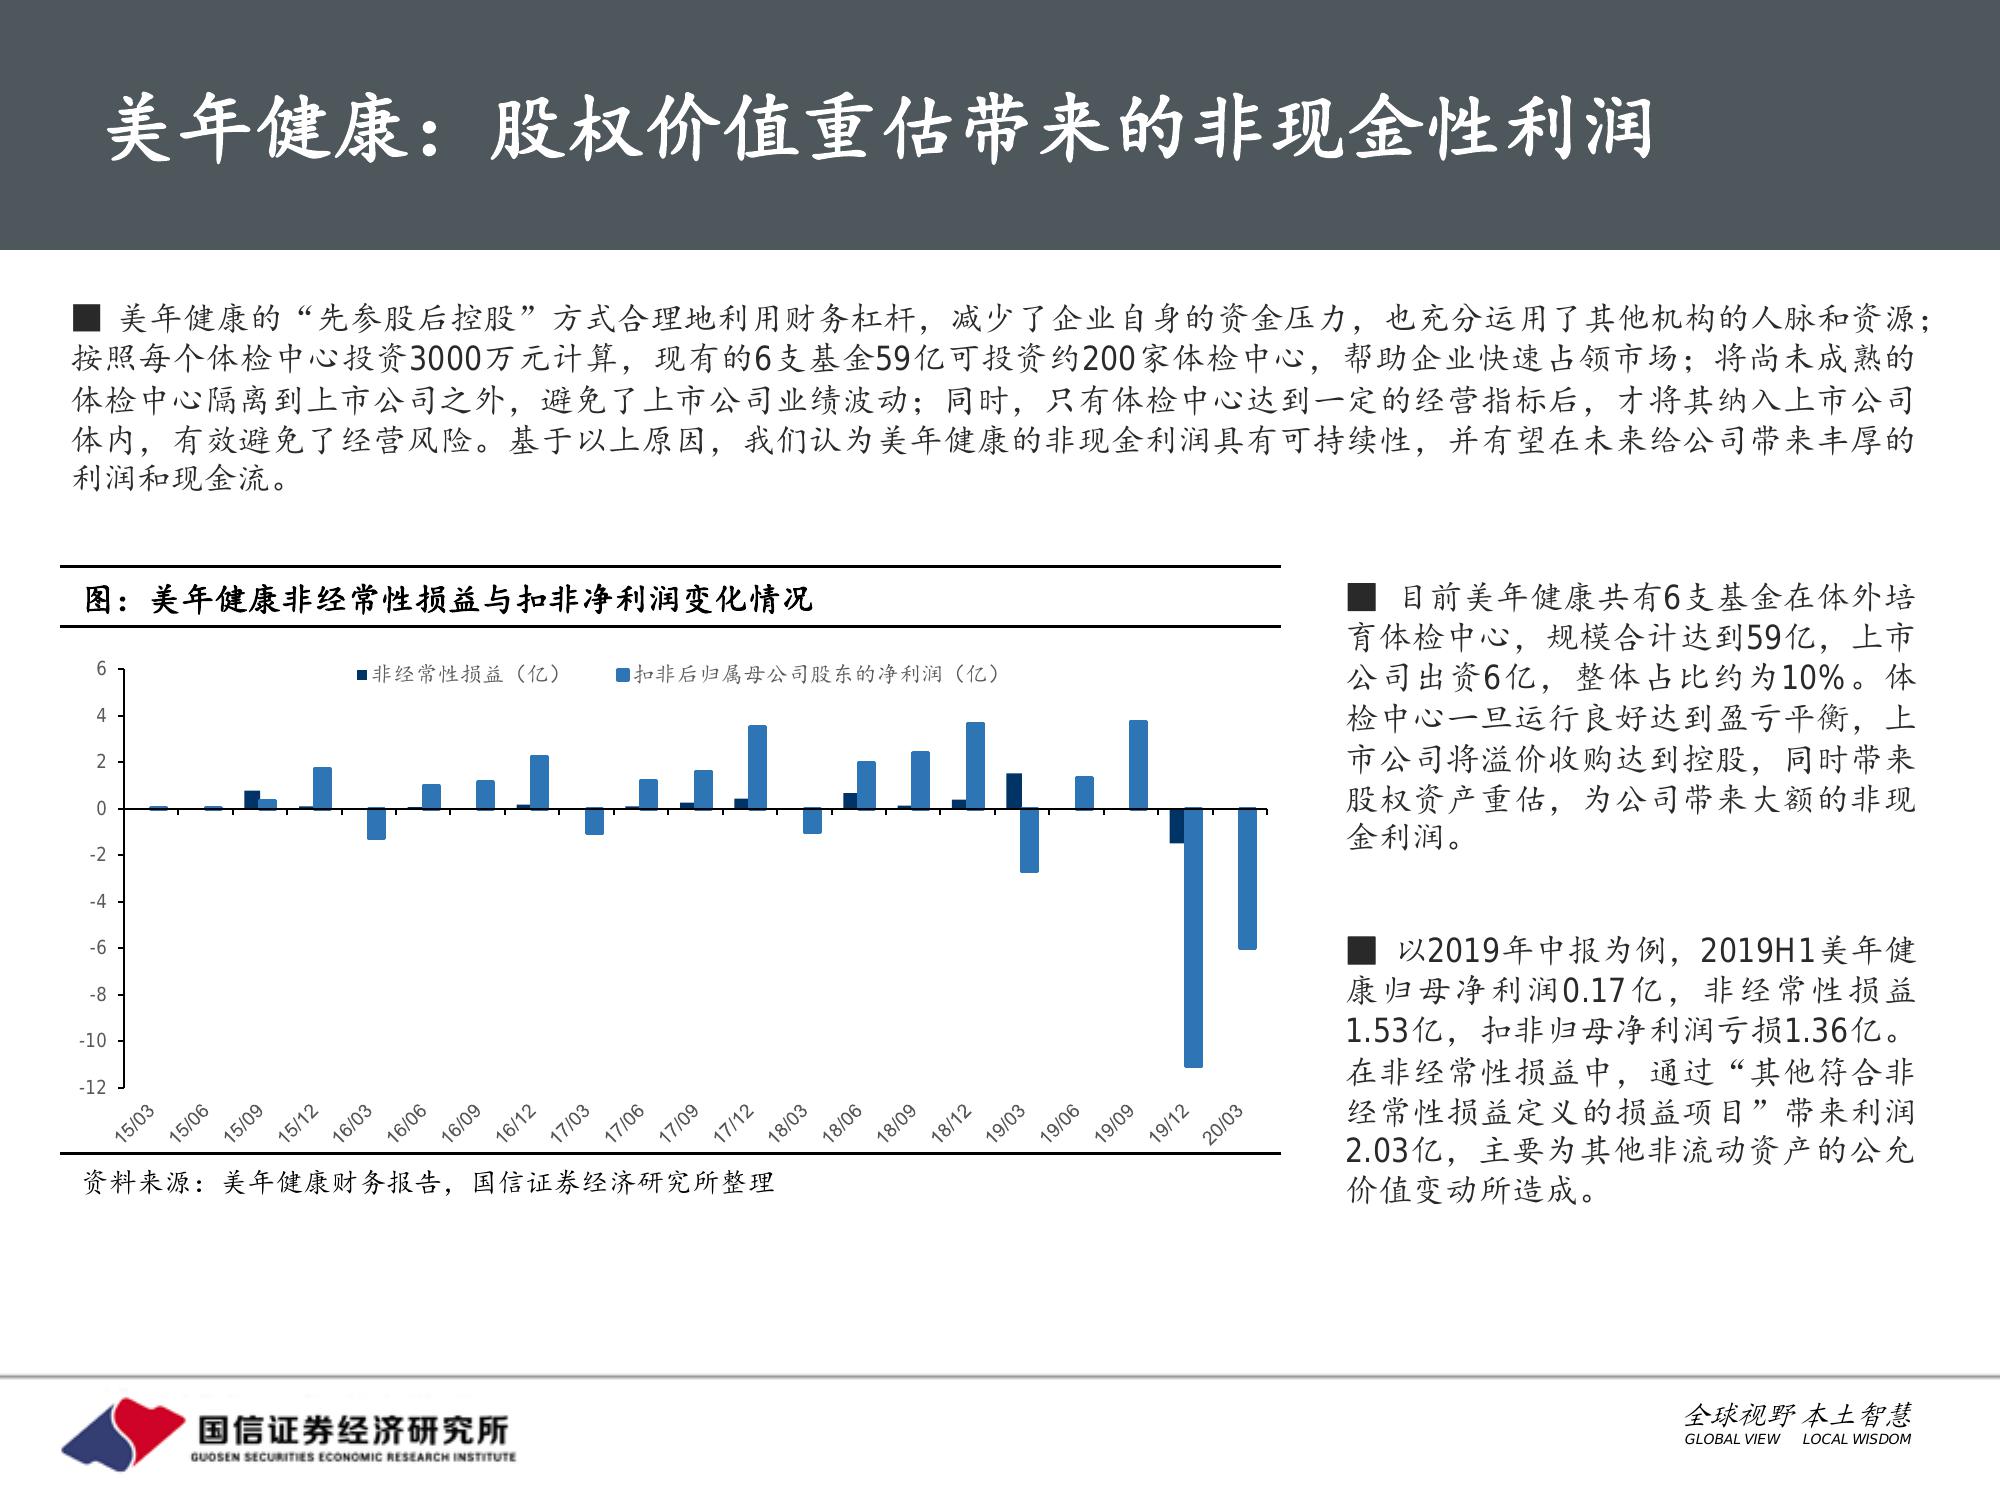 美年健康：股权价值重估带来的非现金性利润
■ 美年健康的“先参股后控股”方式合理地利用财务杠杆，减少了企业自身的资金压力，也充分运用了其他机构的人脉和资源；
按照每个体检中心投资3000万元计算，现有的6支基金59亿可投资约200家体检中心，帮助企业快速占领市场；将尚未成熟的
体检中心隔离到上市公司之外，避免了上市公司业绩波动；同时，只有体检中心达到一定的经营指标后，才将其纳入上市公司
体内，有效避免了经营风险。基于以上原因，我们认为美年健康的非现金利润具有可持续性，并有望在未来给公司带来丰厚的
利润和现金流。
图：美年健康非经常性损益与扣非净利润变化情况
非经常性损益（亿）
扣非后归属母公司股东的净利润（亿）
6
4
2
0
-2
-4
-6
-8
-10
-12
15/03
15/06
15/09
15/12
16/03
16/06
16/09
16/12
17/03
17/06
17/09
17/12
18/03
18/06
18/09
18/12
19/03
19/06
19/09
19/12
20/03
资料来源：美年健康财务报告，国信证券经济研究所整理
■ 目前美年健康共有6支基金在体外培
育体检中心，规模合计达到59亿，上市
公司出资6亿，整体占比约为10%。体
检中心一旦运行良好达到盈亏平衡，上
市公司将溢价收购达到控股，同时带来
股权资产重估，为公司带来大额的非现
金利润。
■ 以2019年中报为例，2019H1美年健
康归母净利润0.17亿，非经常性损益
1.53亿，扣非归母净利润亏损1.36亿。
在非经常性损益中，通过“其他符合非
经常性损益定义的损益项目”带来利润
2.03亿，主要为其他非流动资产的公允
价值变动所造成。
国信证券经济研究所
GUOSEN SECURITIES ECONOMIC RESEARCH INSTITUTE
全球视野 本土智慧
GLOBAL VIEW LOCAL WISDOM